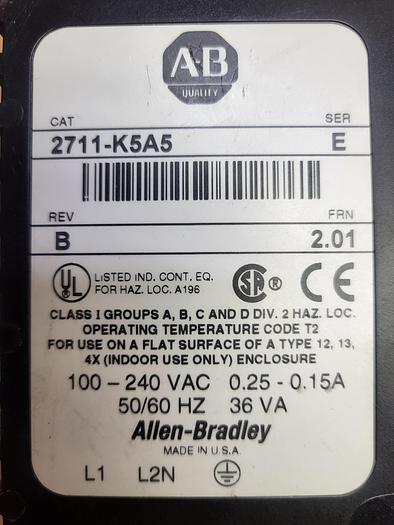 A-B
QUALITY
CAT SER
2711-K5A5 E
REV FRN
B 2.01
UL LISTED IND. CONT. EQ.
FOR HAZ. LOC. A196
SA ® CE
CLASS I GROUPS A, B, C AND D DIV. 2 HAZ. LOC.
OPERATING TEMPERATURE CODE T2
FOR USE ON A FLAT SURFACE OF A TYPE 12, 13,
4X (INDOOR USE ONLY) ENCLOSURE
100 – 240 VAC 0.25 - 0.15A
50/60 HZ 36 VA
Allen-Bradley
MADE IN U.S.A.
L1 L2N